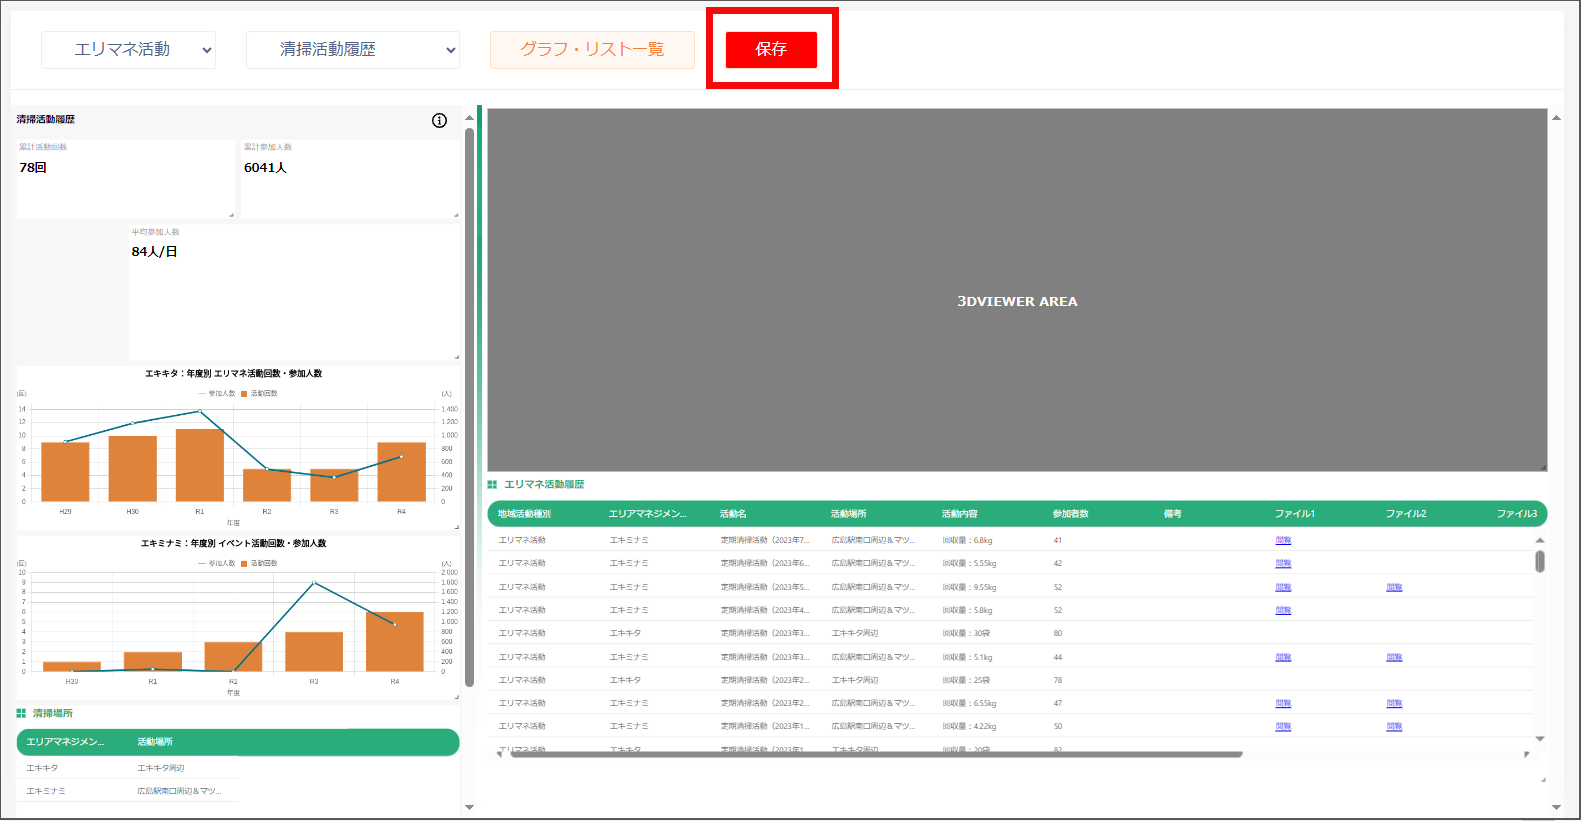 エリマネ活動
清掃活動履歴
グラフ・リスト一覧
保存
清掃活動履歴
累計活動回数
78回
累計参加人数
6041人
平均参加人数
84人/日
エキキタ：年度別 エリマネ活動回数・参加人数
参加人数 活動回数
(回) (人)
14 1,400
12 1,200
10 1,000
8 800
6 600
4 400
2 200
0 0
H29 H30 R1 R2 R3 R4
年度
エキミナミ：年度別 イベント活動回数・参加人数
参加人数 活動回数
(回) (人)
10 2,000
9 1,800
8 1,600
7 1,400
6 1,200
5 1,000
4 800
3 600
2 400
1 200
0 0
H30 R1 R2 R3 R4
年度
清掃場所
エリアマネジメン... 活動場所
エキキタ エキキタ周辺
エキミナミ 広島駅南口周辺＆マツ...
3DVIEWER AREA
エリマネ活動履歴
地域活動種別 エリアマネジメン... 活動名 活動場所 活動内容 参加者数 備考 ファイル1 ファイル2 ファイル3
エリマネ活動 エキミナミ 定期清掃活動（2023年7... 広島駅南口周辺＆マツ... 回収量：6.8kg 41 閲覧
エリマネ活動 エキミナミ 定期清掃活動（2023年6... 広島駅南口周辺＆マツ... 回収量：5.55kg 42 閲覧
エリマネ活動 エキミナミ 定期清掃活動（2023年5... 広島駅南口周辺＆マツ... 回収量：9.55kg 52 閲覧 閲覧
エリマネ活動 エキミナミ 定期清掃活動（2023年4... 広島駅南口周辺＆マツ... 回収量：5.8kg 52 閲覧
エリマネ活動 エキキタ 定期清掃活動（2023年3... エキキタ周辺 回収量：30袋 80
エリマネ活動 エキミナミ 定期清掃活動（2023年3... 広島駅南口周辺＆マツ... 回収量：5.1kg 44 閲覧 閲覧
エリマネ活動 エキキタ 定期清掃活動（2023年2... エキキタ周辺 回収量：25袋 78
エリマネ活動 エキミナミ 定期清掃活動（2023年2... 広島駅南口周辺＆マツ... 回収量：6.55kg 47 閲覧 閲覧
エリマネ活動 エキミナミ 定期清掃活動（2023年1... 広島駅南口周辺＆マツ... 回収量：4.22kg 50 閲覧 閲覧
エリマネ活動 エキキタ 定期清掃活動（2023年1... エキキタ周辺 回収量：20袋 82